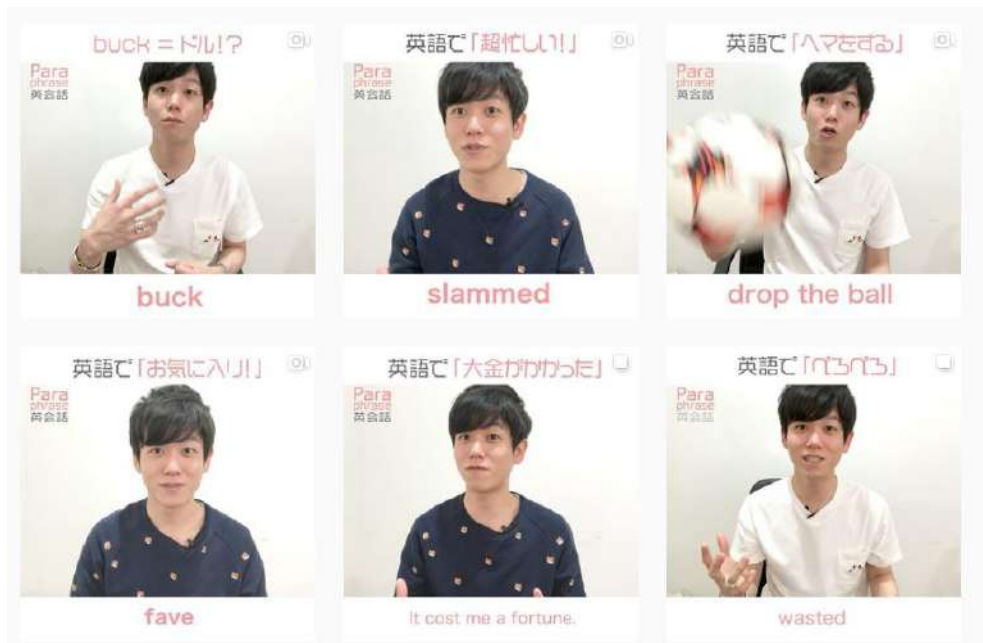 buck = ドル!?
Para
phrase
英会話
buck
英語で「超忙しい!」
Para
phrase
英会話
slammed
英語で「ヘマをする」
Para
phrase
英会話
drop the ball
英語で「お気に入り!」
Para
phrase
英会話
fave
英語で「大金がかかった」
Para
phrase
英会話
It cost me a fortune.
英語で「べろべろ」
Para
phrase
英会話
wasted